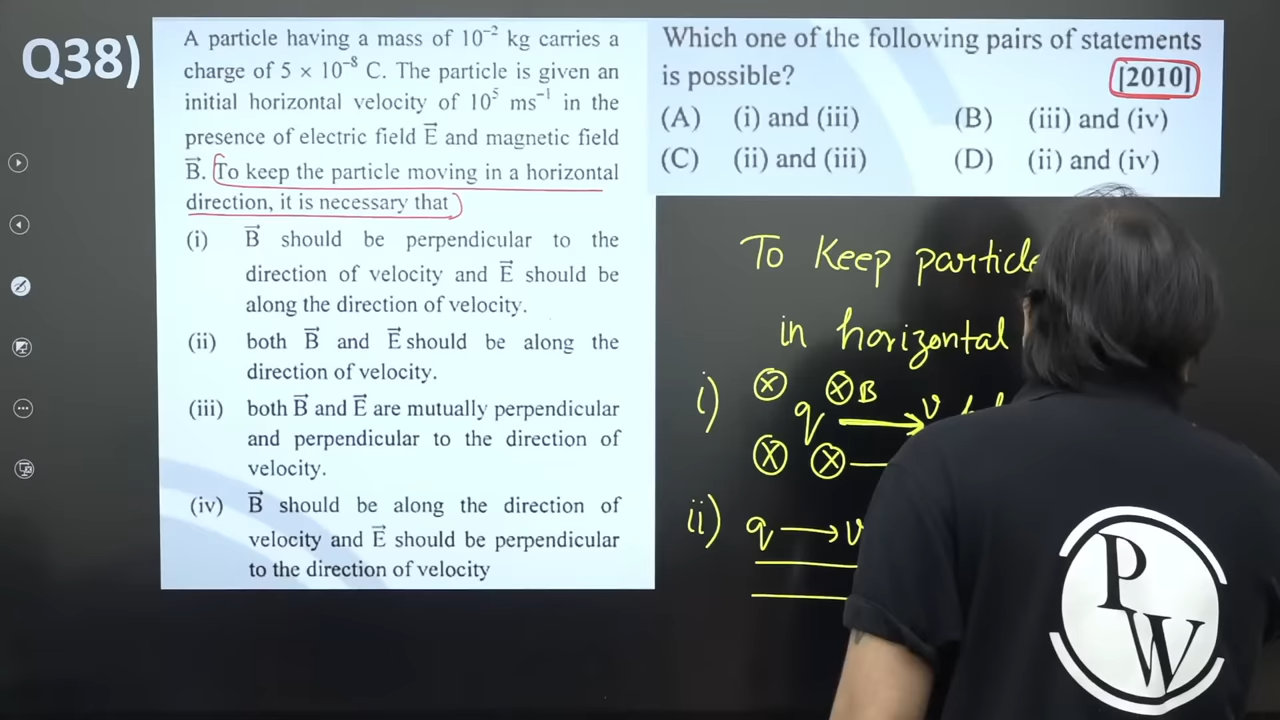 Q38)
A particle having a mass of 10⁻² kg carries a
charge of 5 × 10⁻⁸ C. The particle is given an
initial horizontal velocity of 10⁵ ms⁻¹ in the
presence of electric field E⃗ and magnetic field
B⃗. To keep the particle moving in a horizontal
direction, it is necessary that
(i) B⃗ should be perpendicular to the
direction of velocity and E⃗ should be
along the direction of velocity.
(ii) both B⃗ and E⃗ should be along the
direction of velocity.
(iii) both B⃗ and E⃗ are mutually perpendicular
and perpendicular to the direction of
velocity.
(iv) B⃗ should be along the direction of
velocity and E⃗ should be perpendicular
to the direction of velocity
Which one of the following pairs of statements
is possible? [2010]
(A) (i) and (iii) (B) (iii) and (iv)
(C) (ii) and (iii) (D) (ii) and (iv)
To Keep particle
in horizontal
i) ⊗ ⊗ B
q → v
⊗ ⊗
ii) q → v
P
W